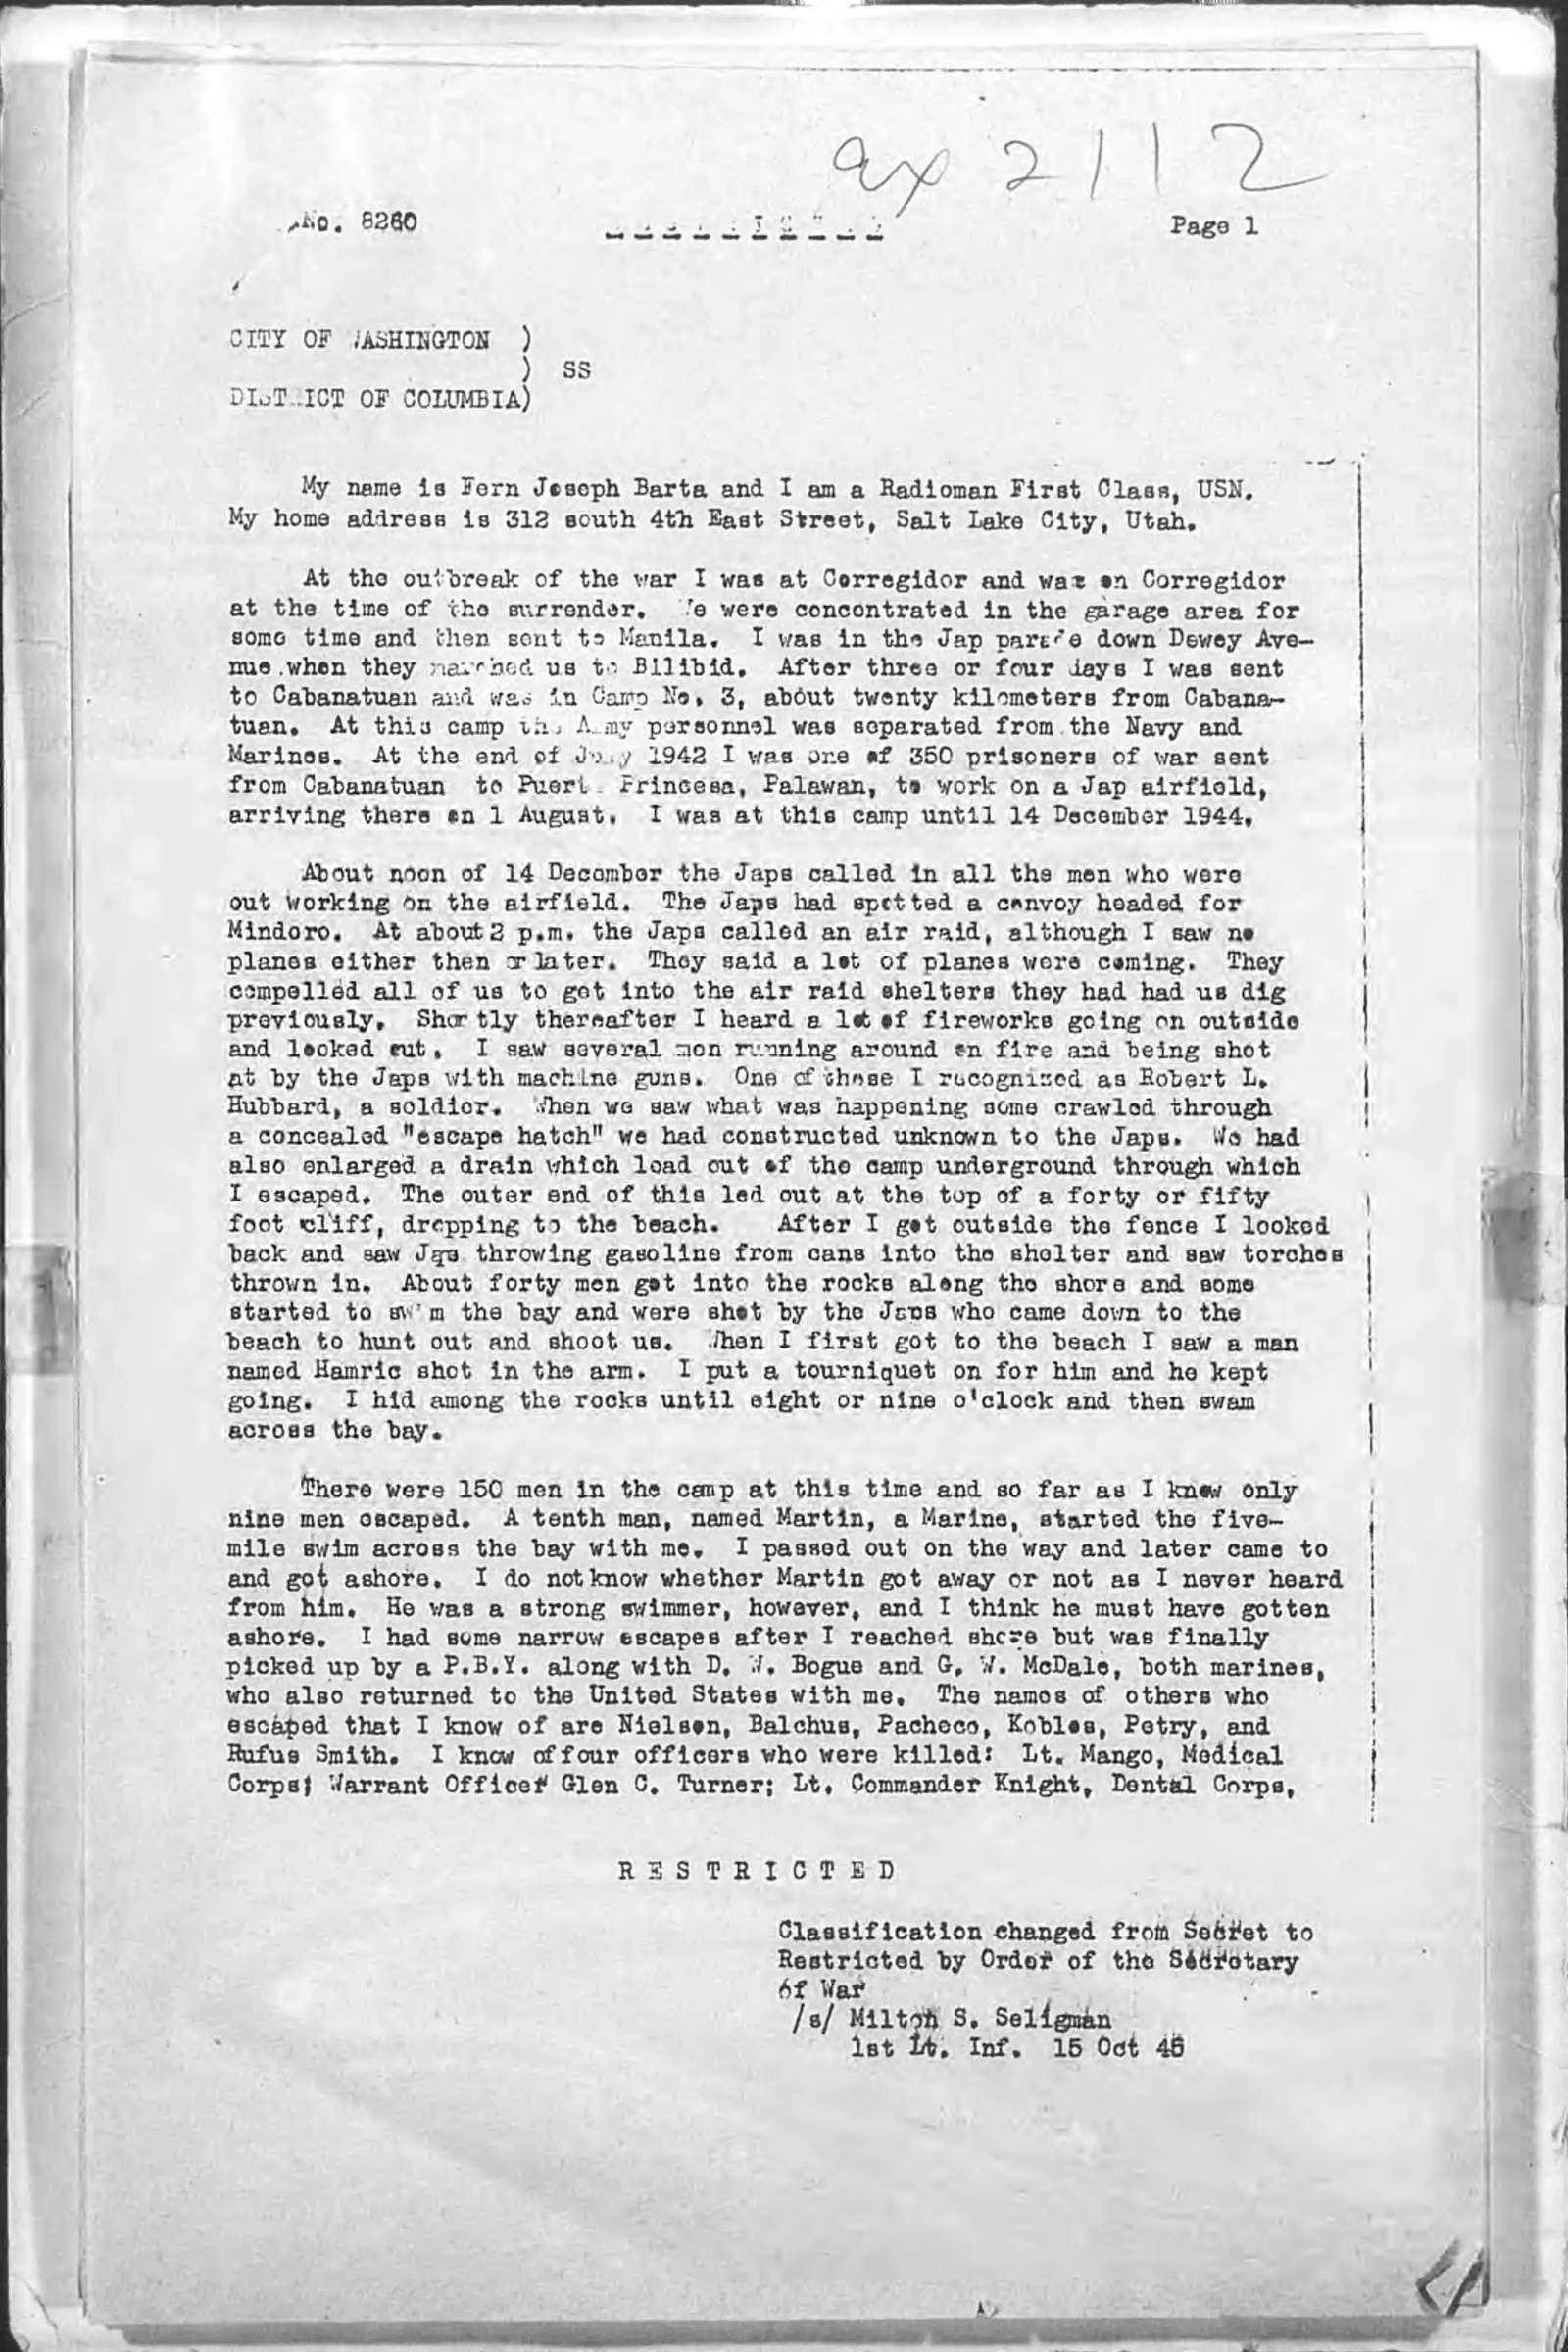 ex 2112
No. 8260
Page 1
CITY OF WASHINGTON )
) SS
DISTRICT OF COLUMBIA)
My name is Fern Joseph Barta and I am a Radioman First Class, USN.
My home address is 312 south 4th East Street, Salt Lake City, Utah.
At the outbreak of the war I was at Corregidor and was on Corregidor
at the time of the surrender. We were concentrated in the garage area for
some time and then sent to Manila. I was in the Jap parade down Dewey Ave-
nue when they marched us to Bilibid. After three or four days I was sent
to Cabanatuan and was in Camp No. 3, about twenty kilometers from Cabana-
tuan. At this camp the Army personnel was separated from the Navy and
Marines. At the end of July 1942 I was one of 350 prisoners of war sent
from Cabanatuan to Puerto Princesa, Palawan, to work on a Jap airfield,
arriving there on 1 August. I was at this camp until 14 December 1944.
About noon of 14 December the Japs called in all the men who were
out working on the airfield. The Japs had spotted a convoy headed for
Mindoro. At about 2 p.m. the Japs called an air raid, although I saw no
planes either then or later. They said a lot of planes were coming. They
compelled all of us to get into the air raid shelters they had had us dig
previously. Shortly thereafter I heard a lot of fireworks going on outside
and looked out. I saw several men running around on fire and being shot
at by the Japs with machine guns. One of these I recognized as Robert L.
Hubbard, a soldier. When we saw what was happening some crawled through
a concealed "escape hatch" we had constructed unknown to the Japs. We had
also enlarged a drain which lead out of the camp underground through which
I escaped. The outer end of this led out at the top of a forty or fifty
foot cliff, dropping to the beach. After I got outside the fence I looked
back and saw Japs throwing gasoline from cans into the shelter and saw torches
thrown in. About forty men got into the rocks along the shore and some
started to swim the bay and were shot by the Japs who came down to the
beach to hunt out and shoot us. When I first got to the beach I saw a man
named Hamric shot in the arm. I put a tourniquet on for him and he kept
going. I hid among the rocks until eight or nine o'clock and then swam
across the bay.
There were 150 men in the camp at this time and so far as I know only
nine men escaped. A tenth man, named Martin, a Marine, started the five-
mile swim across the bay with me. I passed out on the way and later came to
and got ashore. I do not know whether Martin got away or not as I never heard
from him. He was a strong swimmer, however, and I think he must have gotten
ashore. I had some narrow escapes after I reached shore but was finally
picked up by a P.B.Y. along with D. W. Bogue and G. W. McDale, both marines,
who also returned to the United States with me. The names of others who
escaped that I know of are Nielsen, Balchus, Pacheco, Kobles, Petry, and
Rufus Smith. I know of four officers who were killed: Lt. Mango, Medical
Corps; Warrant Officer Glen C. Turner; Lt. Commander Knight, Dental Corps,
RESTRICTED
Classification changed from Secret to
Restricted by Order of the Secretary
of War
/s/ Milton S. Seligman
1st Lt. Inf. 15 Oct 45